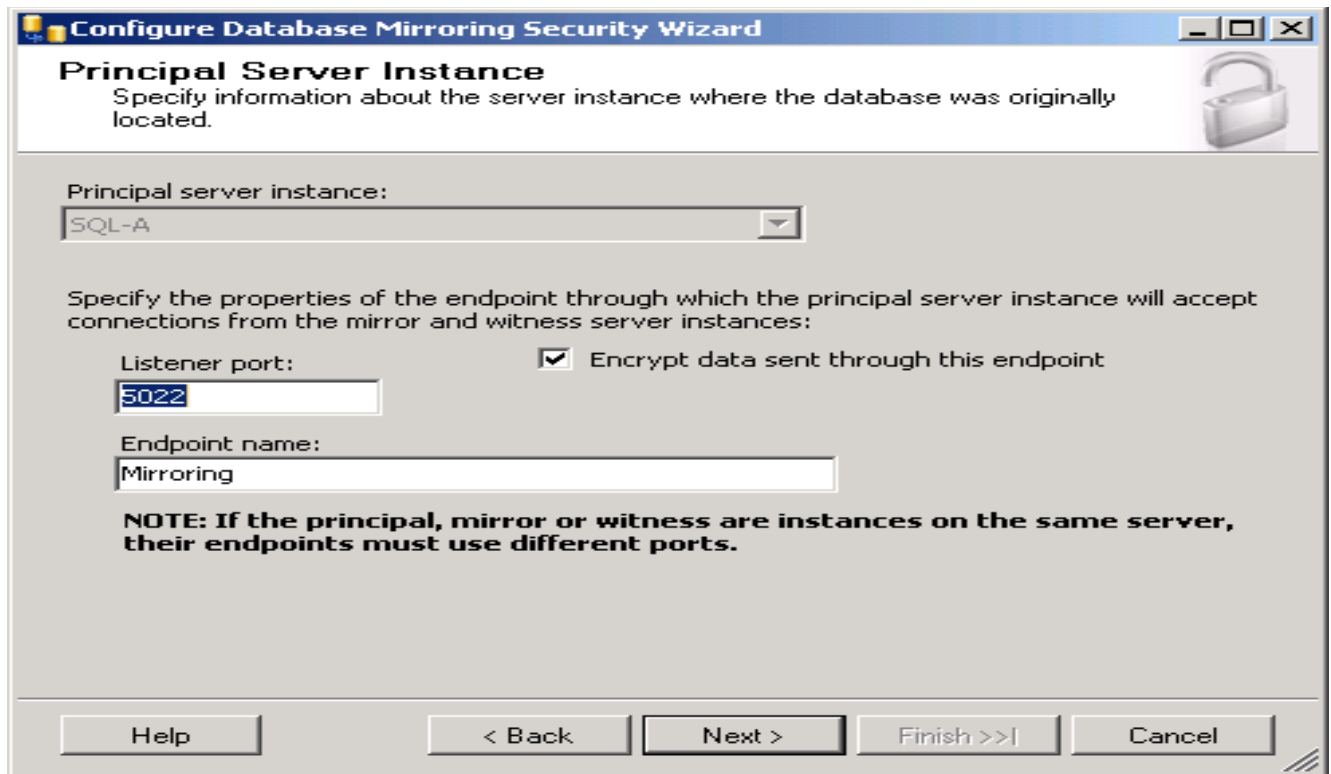 Configure Database Mirroring Security Wizard
Principal Server Instance
Specify information about the server instance where the database was originally
located.
Principal server instance:
SQL-A
Specify the properties of the endpoint through which the principal server instance will accept
connections from the mirror and witness server instances:
Listener port:
Encrypt data sent through this endpoint
5022
Endpoint name:
Mirroring
NOTE: If the principal, mirror or witness are instances on the same server,
their endpoints must use different ports.
Help
< Back
Next >
Finish >>|
Cancel